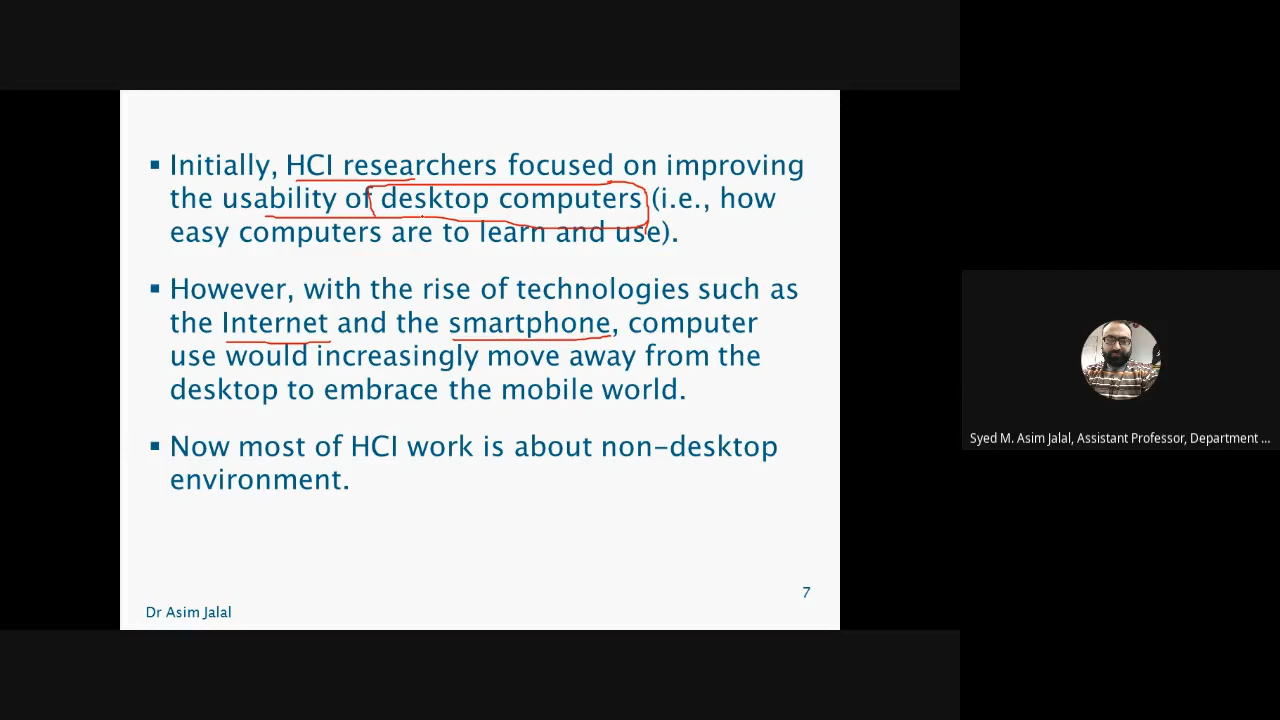 ▪ Initially, HCI researchers focused on improving
the usability of desktop computers (i.e., how
easy computers are to learn and use).
▪ However, with the rise of technologies such as
the Internet and the smartphone, computer
use would increasingly move away from the
desktop to embrace the mobile world.
▪ Now most of HCI work is about non-desktop
environment.
7
Dr Asim Jalal
Syed M. Asim Jalal, Assistant Professor, Department ...